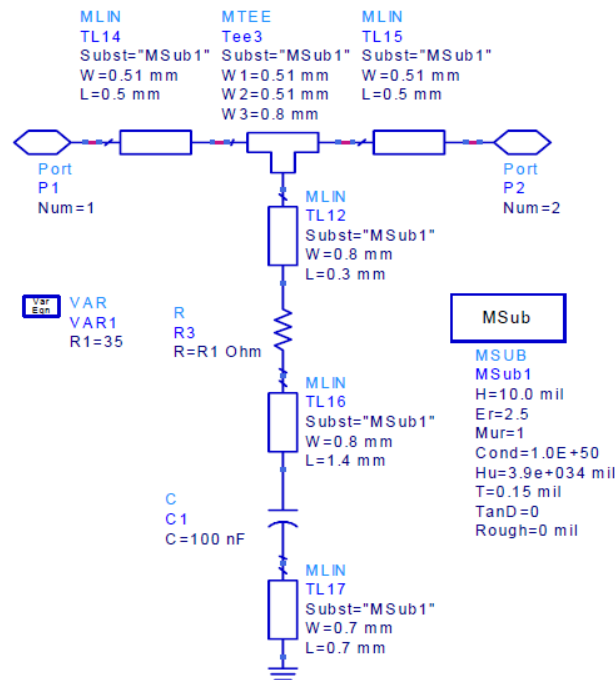 MLIN
TL14
Subst="MSub1"
W=0.51 mm
L=0.5 mm
MTEE
Tee3
Subst="MSub1"
W1=0.51 mm
W2=0.51 mm
W3=0.8 mm
MLIN
TL15
Subst="MSub1"
W=0.51 mm
L=0.5 mm
Port
P1
Num=1
Port
P2
Num=2
MLIN
TL12
Subst="MSub1"
W=0.8 mm
L=0.3 mm
Var
Eqn
VAR
VAR1
R1=35
R
R3
R=R1 Ohm
MSub
MSUB
MSub1
H=10.0 mil
Er=2.5
Mur=1
Cond=1.0E+50
Hu=3.9e+034 mil
T=0.15 mil
TanD=0
Rough=0 mil
MLIN
TL16
Subst="MSub1"
W=0.8 mm
L=1.4 mm
C
C1
C=100 nF
MLIN
TL17
Subst="MSub1"
W=0.7 mm
L=0.7 mm